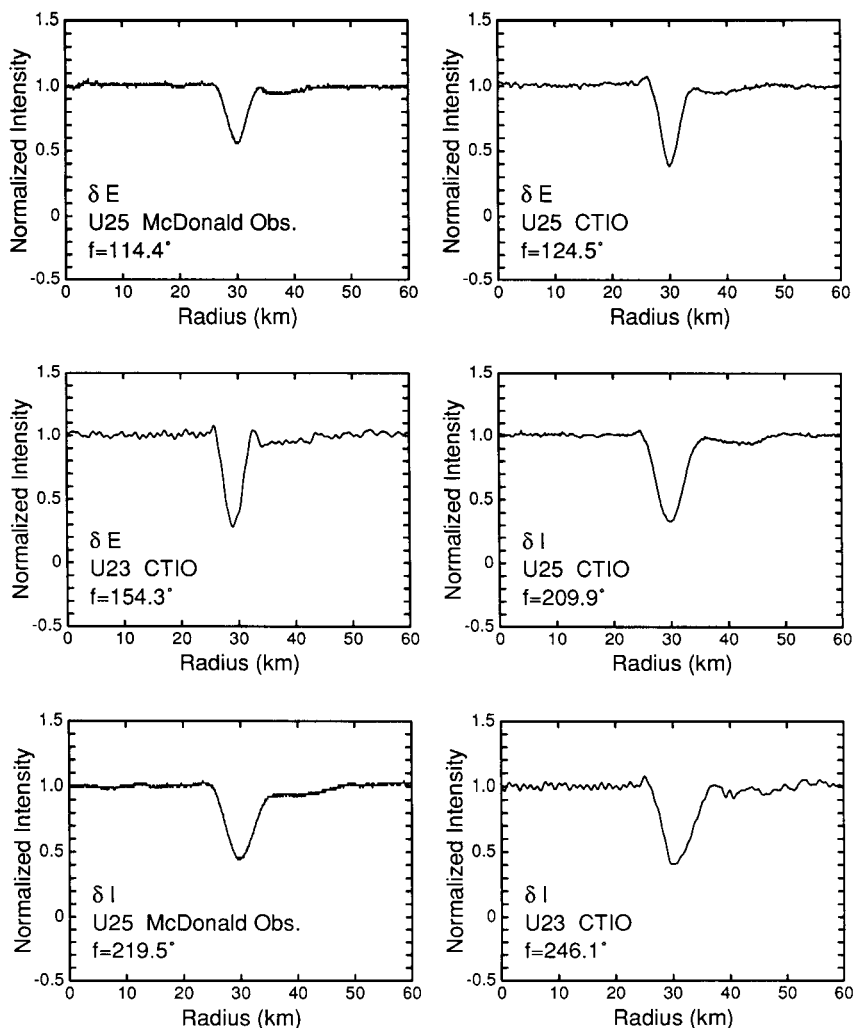 1.5
1.0
0.5
0
-0.5
Normalized Intensity
δ E
U25 McDonald Obs.
f=114.4°
0 10 20 30 40 50 60
Radius (km)
1.5
1.0
0.5
0
-0.5
Normalized Intensity
δ E
U25 CTIO
f=124.5°
0 10 20 30 40 50 60
Radius (km)
1.5
1.0
0.5
0
-0.5
Normalized Intensity
δ E
U23 CTIO
f=154.3°
0 10 20 30 40 50 60
Radius (km)
1.5
1.0
0.5
0
-0.5
Normalized Intensity
δ I
U25 CTIO
f=209.9°
0 10 20 30 40 50 60
Radius (km)
1.5
1.0
0.5
0
-0.5
Normalized Intensity
δ I
U25 McDonald Obs.
f=219.5°
0 10 20 30 40 50 60
Radius (km)
1.5
1.0
0.5
0
-0.5
Normalized Intensity
δ I
U23 CTIO
f=246.1°
0 10 20 30 40 50 60
Radius (km)